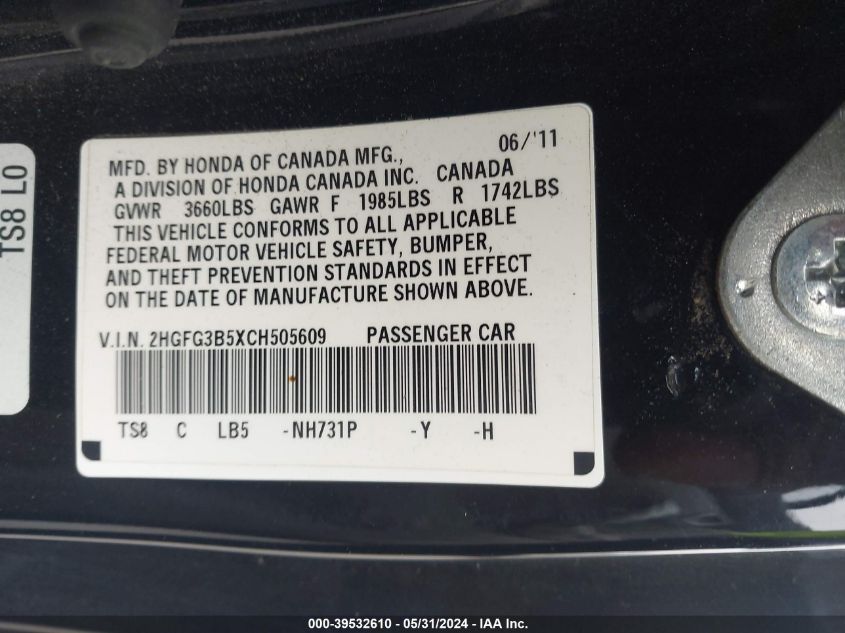 TS8 LO
06/'11
MFD. BY HONDA OF CANADA MFG.,
A DIVISION OF HONDA CANADA INC. CANADA
GVWR 3660LBS GAWR F 1985LBS R 1742LBS
THIS VEHICLE CONFORMS TO ALL APPLICABLE
FEDERAL MOTOR VEHICLE SAFETY, BUMPER,
AND THEFT PREVENTION STANDARDS IN EFFECT
ON THE DATE OF MANUFACTURE SHOWN ABOVE.
V.I.N. 2HGFG3B5XCH505609 PASSENGER CAR
TS8 C LB5 -NH731P -Y -H
4
000-39532610 - 05/31/2024 - IAA Inc.